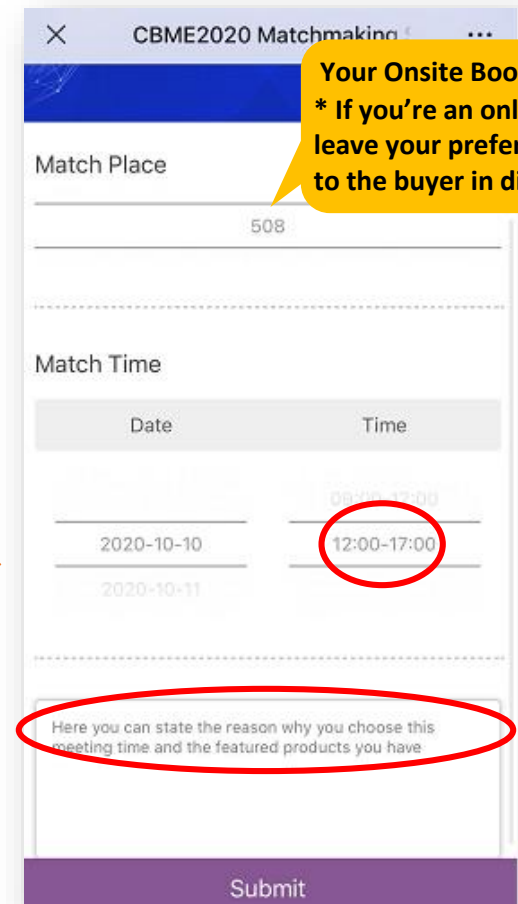 CBME2020 Matchmaking
Your Onsite Boo
* If you're an onl
leave your prefer
to the buyer in di
Match Place
508
Match Time
Date Time
12:00-17:00
2020-10-10
2020-10-11
Here you can state the reason why you choose this
meeting time and the featured products you have
Submit